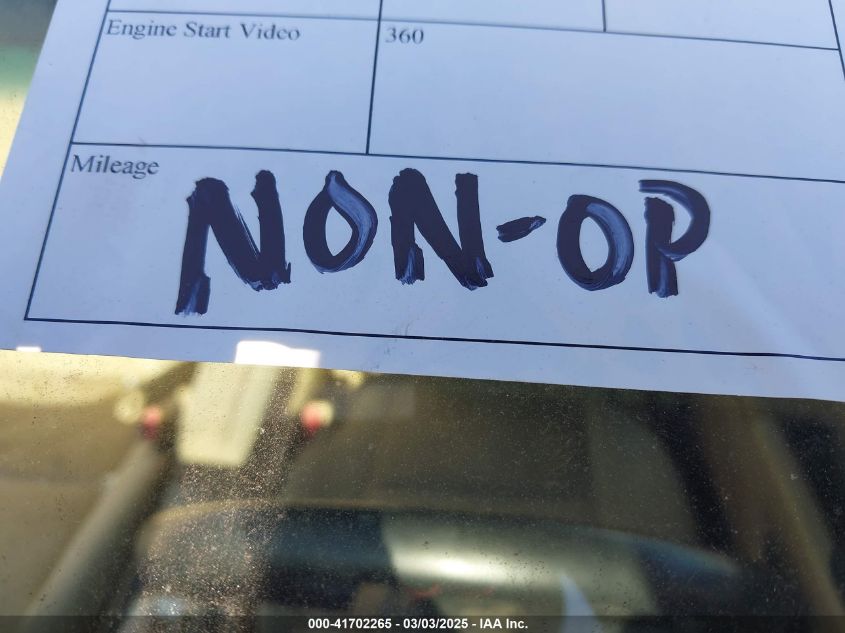 Engine Start Video
360
Mileage
NON-OP
000-41702265 - 03/03/2025 - IAA Inc.